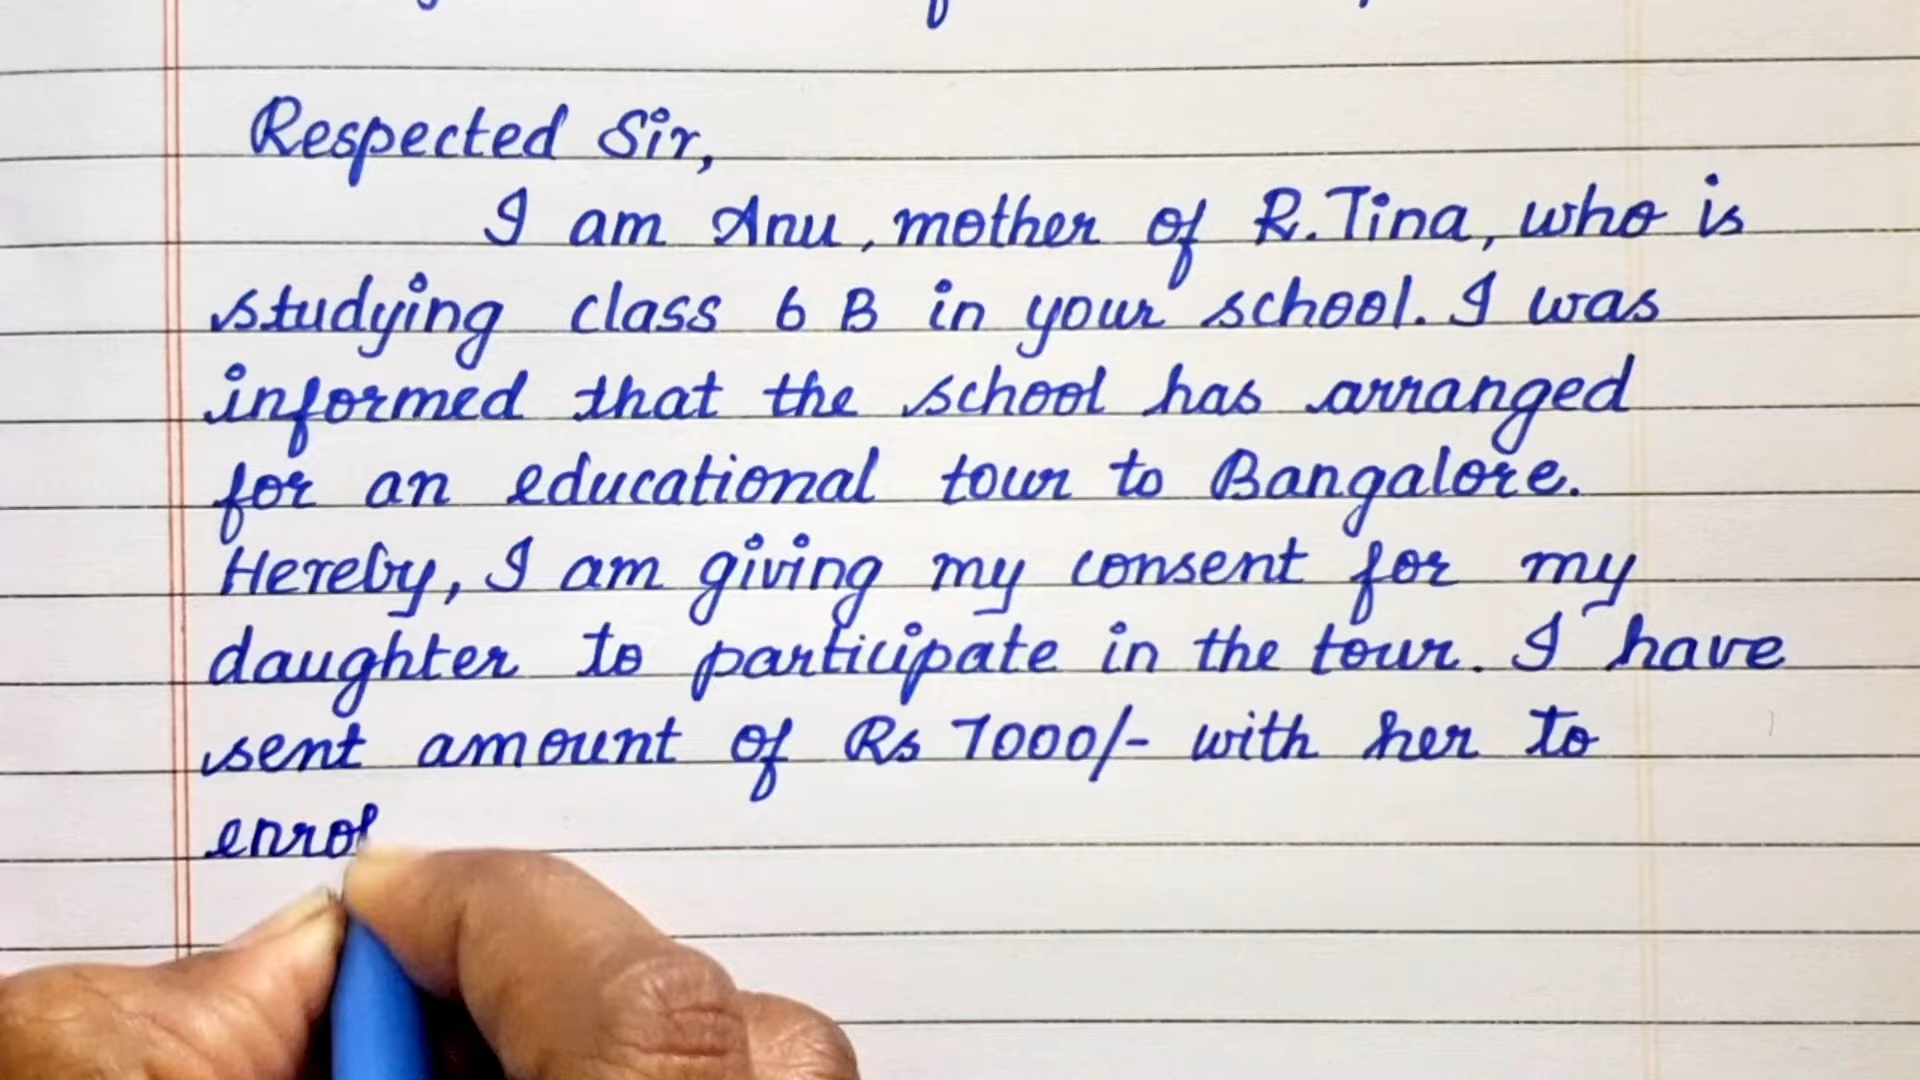 Respected Sir,
I am Anu, mother of R. Tina, who is
studying class 6 B in your school. I was
informed that the school has arranged
for an educational tour to Bangalore.
Hereby, I am giving my consent for my
daughter to participate in the tour. I have
sent amount of Rs 7000/- with her to
enrol